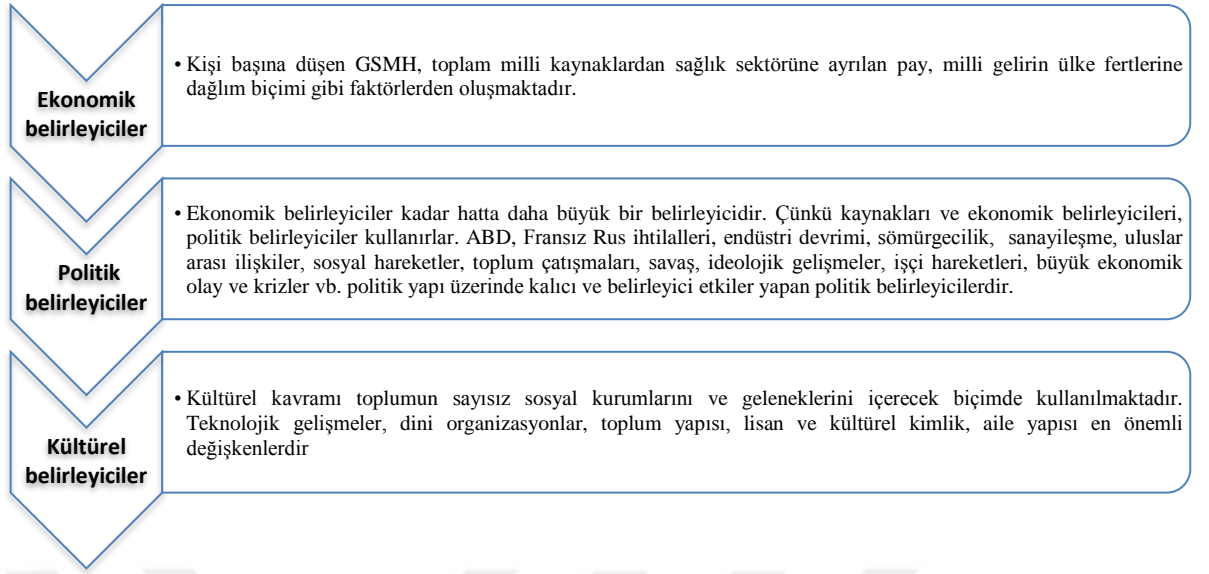 Ekonomik
belirleyiciler
• Kişi başına düşen GSMH, toplam milli kaynaklardan sağlık sektörüne ayrılan pay, milli gelirin ülke fertlerine
dağlım biçimi gibi faktörlerden oluşmaktadır.
Politik
belirleyiciler
• Ekonomik belirleyiciler kadar hatta daha büyük bir belirleyicidir. Çünkü kaynakları ve ekonomik belirleyicileri,
politik belirleyiciler kullanırlar. ABD, Fransız Rus ihtilalleri, endüstri devrimi, sömürgecilik, sanayileşme, uluslar
arası ilişkiler, sosyal hareketler, toplum çatışmaları, savaş, ideolojik gelişmeler, işçi hareketleri, büyük ekonomik
olay ve krizler vb. politik yapı üzerinde kalıcı ve belirleyici etkiler yapan politik belirleyicilerdir.
Kültürel
belirleyiciler
• Kültürel kavramı toplumun sayısız sosyal kurumlarını ve geleneklerini içerecek biçimde kullanılmaktadır.
Teknolojik gelişmeler, dini organizasyonlar, toplum yapısı, lisan ve kültürel kimlik, aile yapısı en önemli
değişkenlerdir